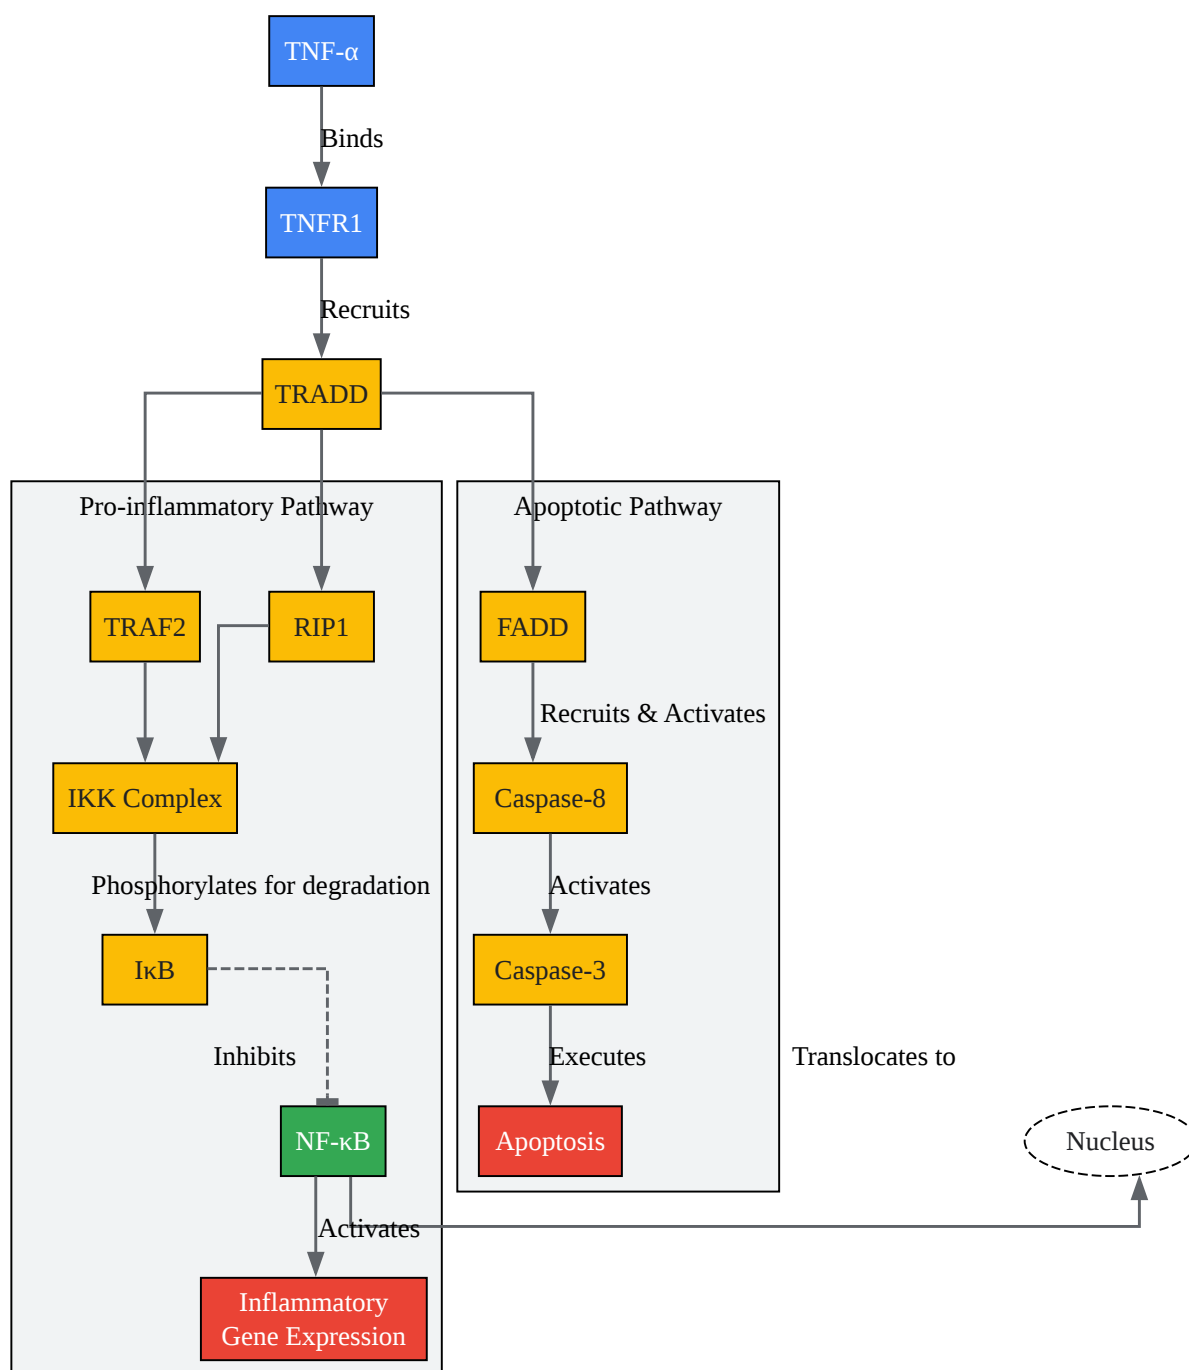 TNF-α
Binds
TNFR1
Recruits
TRADD
Pro-inflammatory Pathway
Apoptotic Pathway
TRAF2
RIP1
FADD
Recruits & Activates
IKK Complex
Caspase-8
Phosphorylates for degradation
Activates
IκB
Caspase-3
Inhibits
Executes
Translocates to
NF-κB
Apoptosis
Nucleus
Activates
Inflammatory
Gene Expression